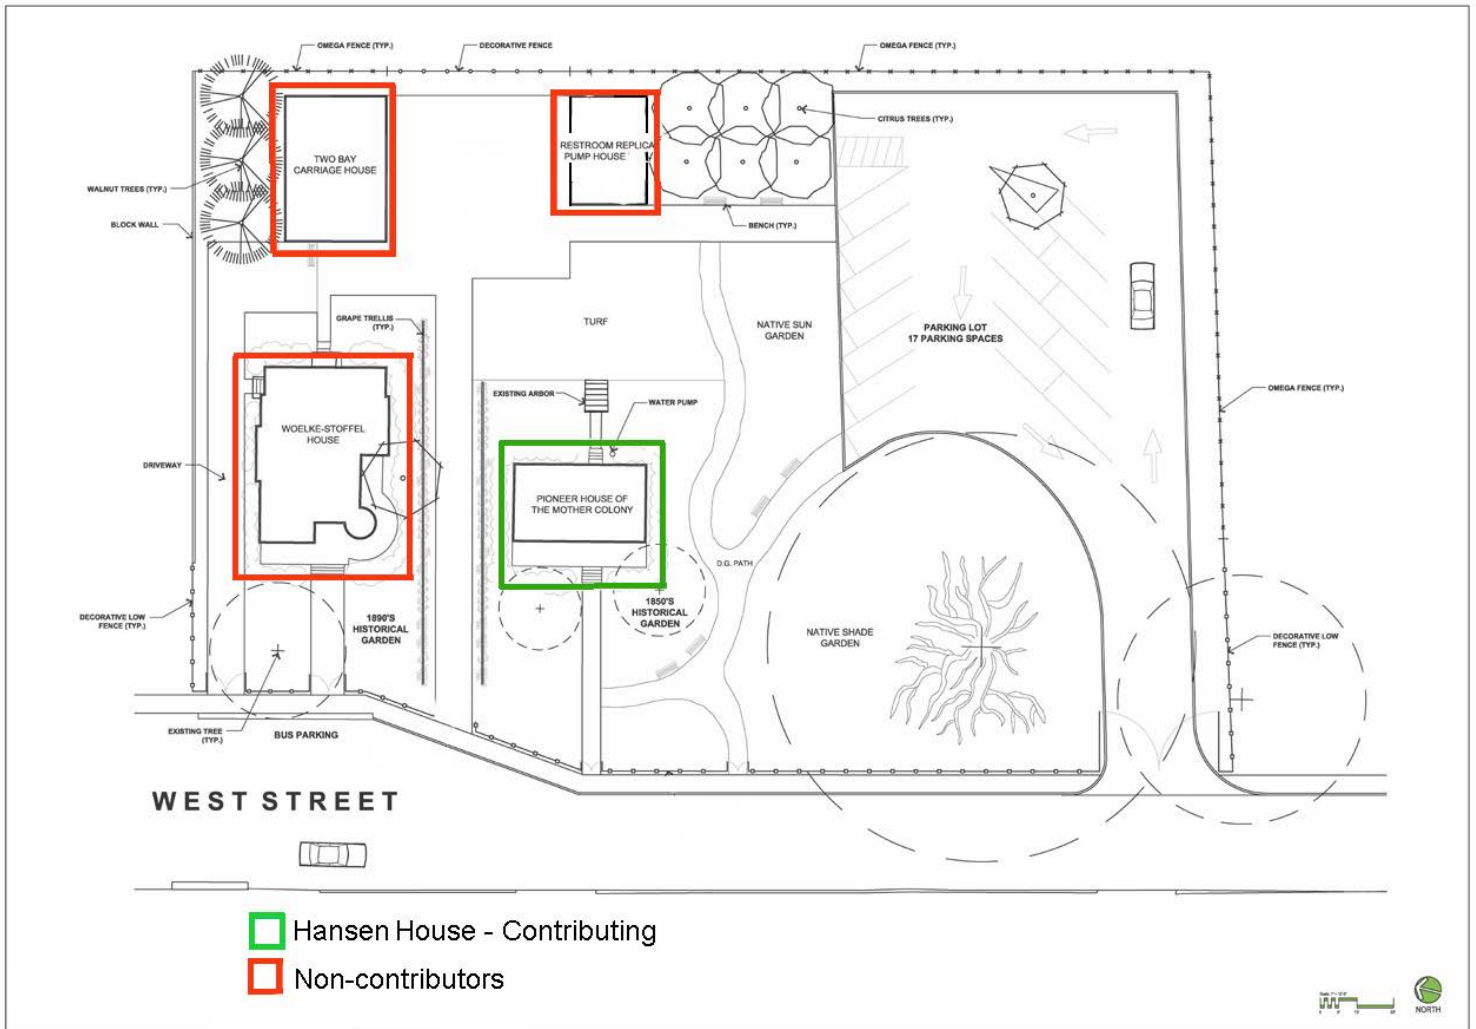 OMEGA FENCE (TYP.)
DECORATIVE FENCE
OMEGA FENCE (TYP.)
CITRUS TREES (TYP.)
TWO BAY
CARRIAGE HOUSE
RESTROOM REPLICA
PUMP HOUSE
WALNUT TREES (TYP.)
BLOCK WALL
BENCH (TYP.)
GRAPE TRELLIS
(TYP.)
TURF
NATIVE SUN
GARDEN
PARKING LOT
17 PARKING SPACES
OMEGA FENCE (TYP.)
EXISTING ARBOR
WATER PUMP
WOELKE-STOFFEL
HOUSE
DRIVEWAY
PIONEER HOUSE OF
THE MOTHER COLONY
D.G. PATH
DECORATIVE LOW
FENCE (TYP.)
1890'S
HISTORICAL
GARDEN
1850'S
HISTORICAL
GARDEN
NATIVE SHADE
GARDEN
DECORATIVE LOW
FENCE (TYP.)
EXISTING TREE
(TYP.)
BUS PARKING
WEST STREET
Hansen House - Contributing
Non-contributors
NORTH